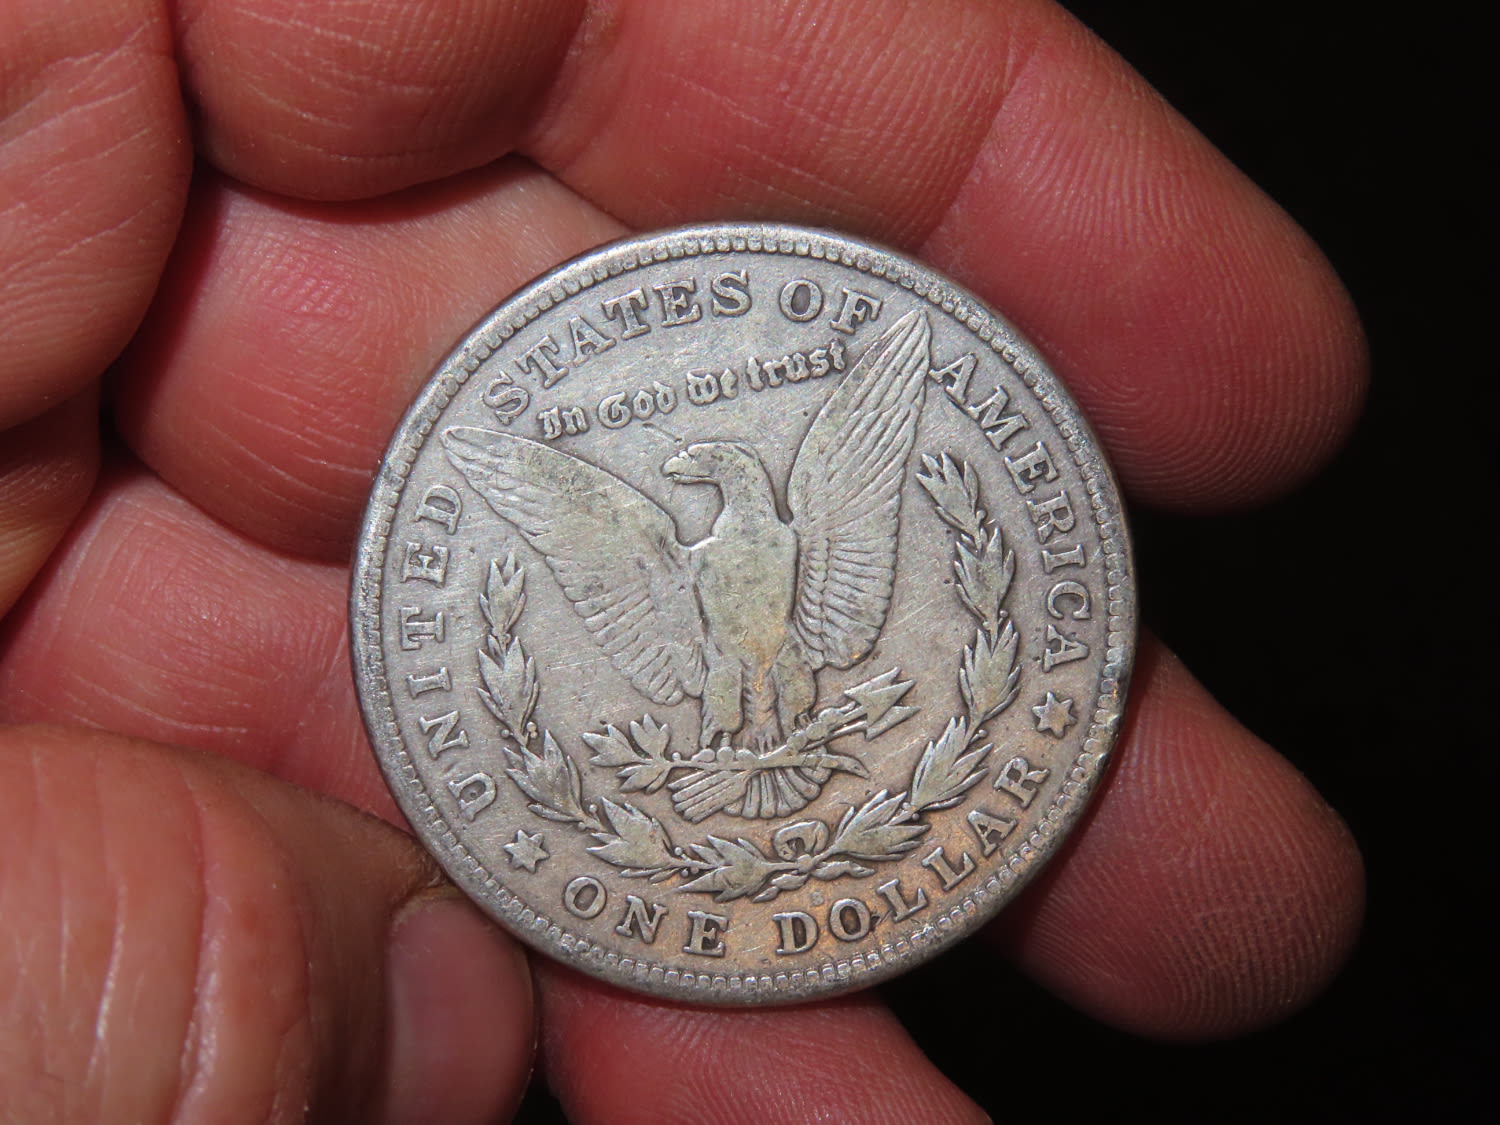 UNITED STATES OF AMERICA
In God we trust
ONE DOLLAR